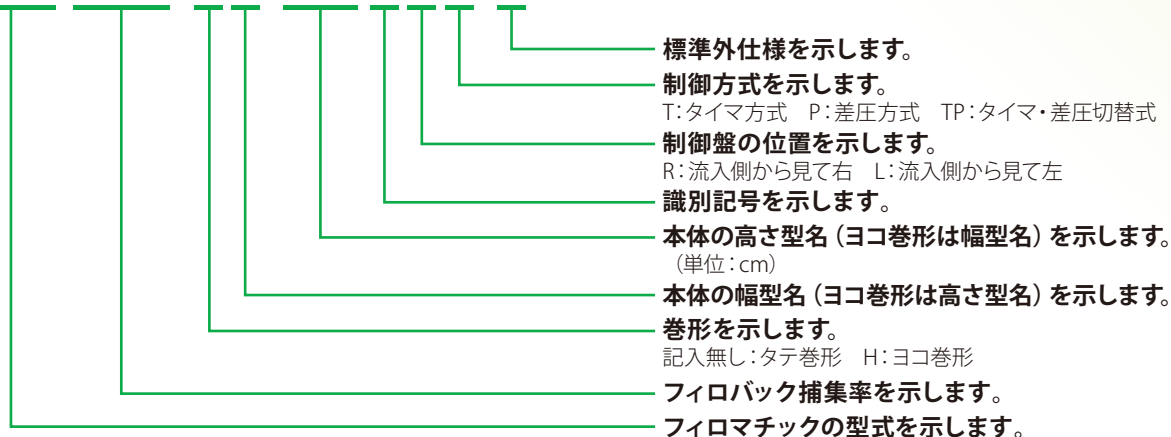 標準外仕様を示します。
制御方式を示します。
T：タイマ方式　P：差圧方式　TP：タイマ・差圧切替式
制御盤の位置を示します。
R：流入側から見て右　L：流入側から見て左
識別記号を示します。
本体の高さ型名（ヨコ巻形は幅型名）を示します。
（単位：cm）
本体の幅型名（ヨコ巻形は高さ型名）を示します。
巻形を示します。
記入無し：タテ巻形　H：ヨコ巻形
フィロバック捕集率を示します。
フィロマチックの型式を示します。